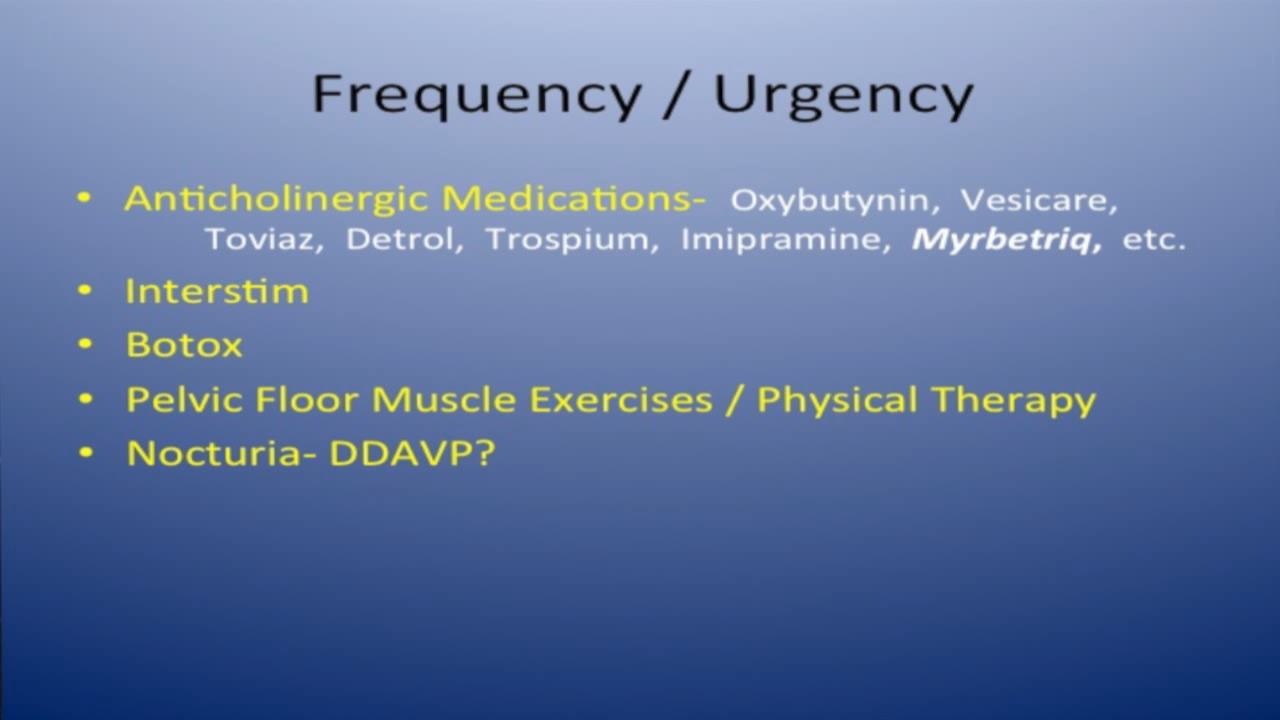 Frequency / Urgency
• Anticholinergic Medications- Oxybutynin, Vesicare,
Toviaz, Detrol, Trospium, Imipramine, Myrbetriq, etc.
• Interstim
• Botox
• Pelvic Floor Muscle Exercises / Physical Therapy
• Nocturia- DDAVP?